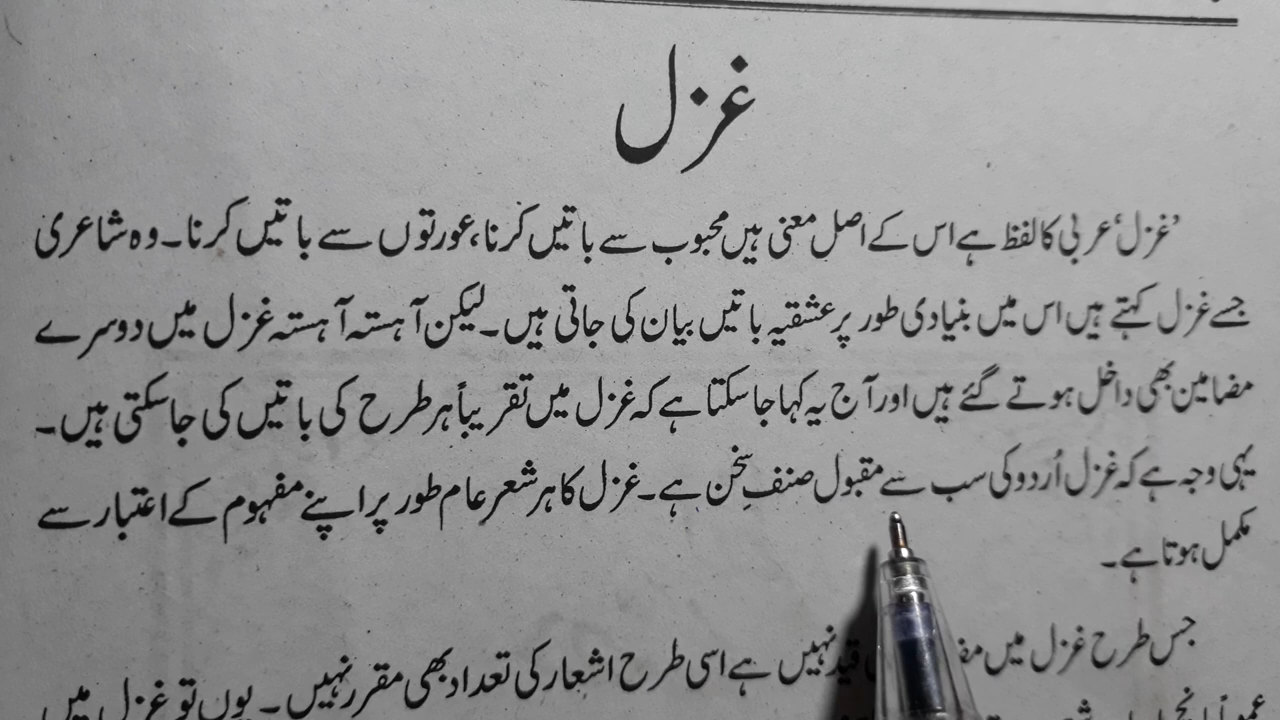 غزل
’غزل‘ عربی کا لفظ ہے اس کے اصل معنی ہیں محبوب سے باتیں کرنا، عورتوں سے باتیں کرنا۔ وہ شاعری
جسے غزل کہتے ہیں اس میں بنیادی طور پر عشقیہ باتیں بیان کی جاتی ہیں۔ لیکن آہستہ آہستہ غزل میں دوسرے
مضامین بھی داخل ہوتے گئے ہیں اور آج یہ کہا جا سکتا ہے کہ غزل میں تقریباً ہر طرح کی باتیں کی جا سکتی ہیں۔
یہی وجہ ہے کہ غزل اُردو کی سب سے مقبول صنفِ سخن ہے۔ غزل کا ہر شعر عام طور پر اپنے مفہوم کے اعتبار سے
مکمل ہوتا ہے۔
جس طرح غزل میں قید نہیں ہے اسی طرح اشعار کی تعداد بھی مقرر نہیں۔ یوں تو غزل میں